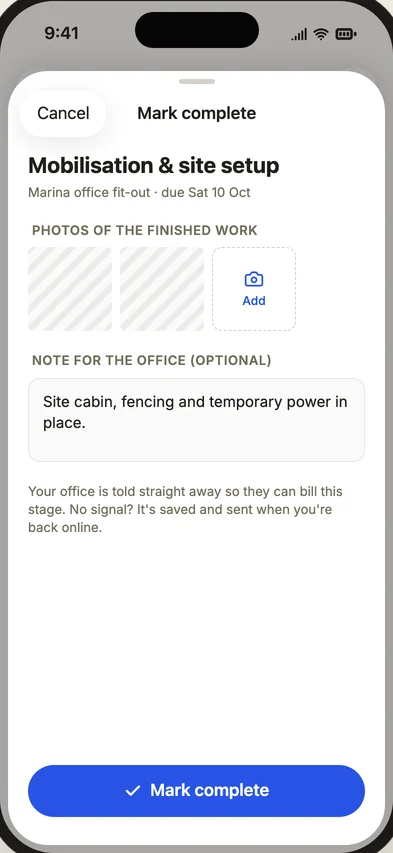 9:41
Cancel
Mark complete
Mobilisation & site setup
Marina office fit-out · due Sat 10 Oct
PHOTOS OF THE FINISHED WORK
Add
NOTE FOR THE OFFICE (OPTIONAL)
Site cabin, fencing and temporary power in
place.
Your office is told straight away so they can bill this
stage. No signal? It's saved and sent when you're
back online.
Mark complete